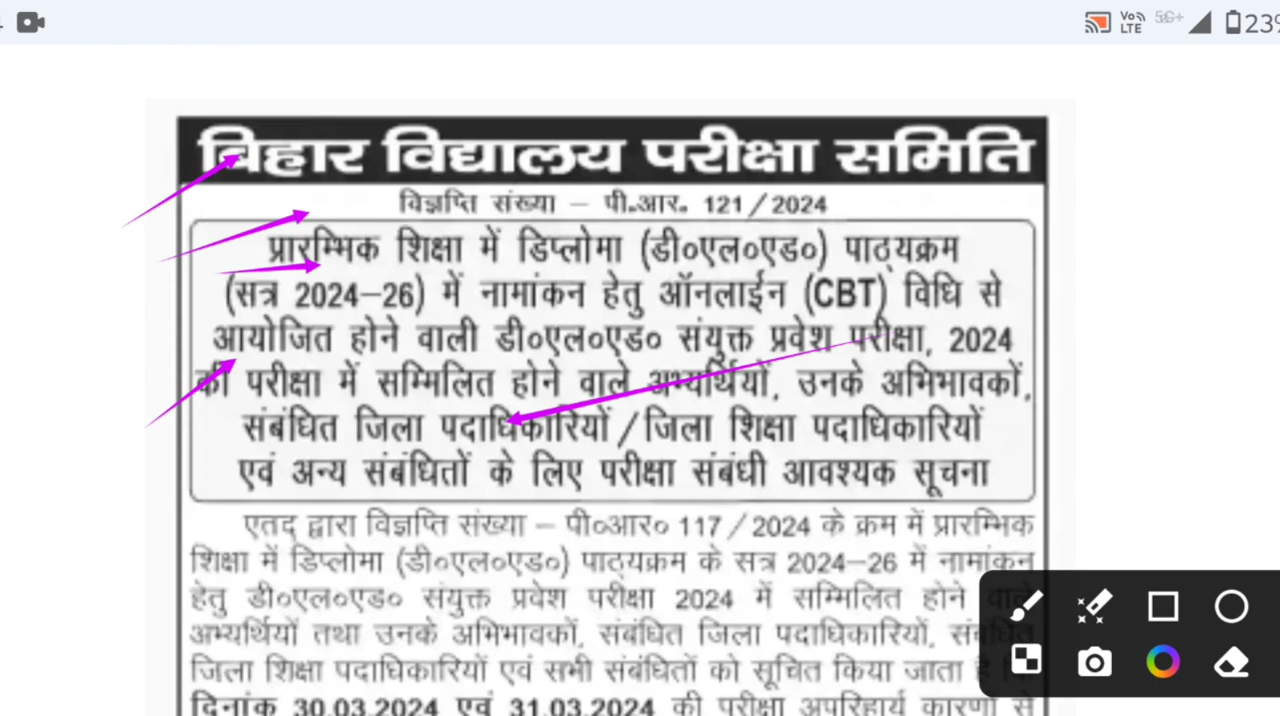 Vo LTE 5G+ 23%
बिहार विद्यालय परीक्षा समिति
विज्ञप्ति संख्या – पी.आर. 121/2024
प्रारम्भिक शिक्षा में डिप्लोमा (डी०एल०एड०) पाठ्यक्रम
(सत्र 2024–26) में नामांकन हेतु ऑनलाईन (CBT) विधि से
आयोजित होने वाली डी०एल०एड० संयुक्त प्रवेश परीक्षा, 2024
की परीक्षा में सम्मिलित होने वाले अभ्यर्थियों, उनके अभिभावकों,
संबंधित जिला पदाधिकारियों/जिला शिक्षा पदाधिकारियों
एवं अन्य संबंधितों के लिए परीक्षा संबंधी आवश्यक सूचना
एतद् द्वारा विज्ञप्ति संख्या – पी०आर० 117/2024 के क्रम में प्रारम्भिक
शिक्षा में डिप्लोमा (डी०एल०एड०) पाठ्यक्रम के सत्र 2024–26 में नामांकन
हेतु डी०एल०एड० संयुक्त प्रवेश परीक्षा 2024 में सम्मिलित होने वाले
अभ्यर्थियों तथा उनके अभिभावकों, संबंधित जिला पदाधिकारियों, संबंधित
जिला शिक्षा पदाधिकारियों एवं सभी संबंधितों को सूचित किया जाता है कि
दिनांक 30.03.2024 एवं 31.03.2024 की परीक्षा अपरिहार्य कारणों से